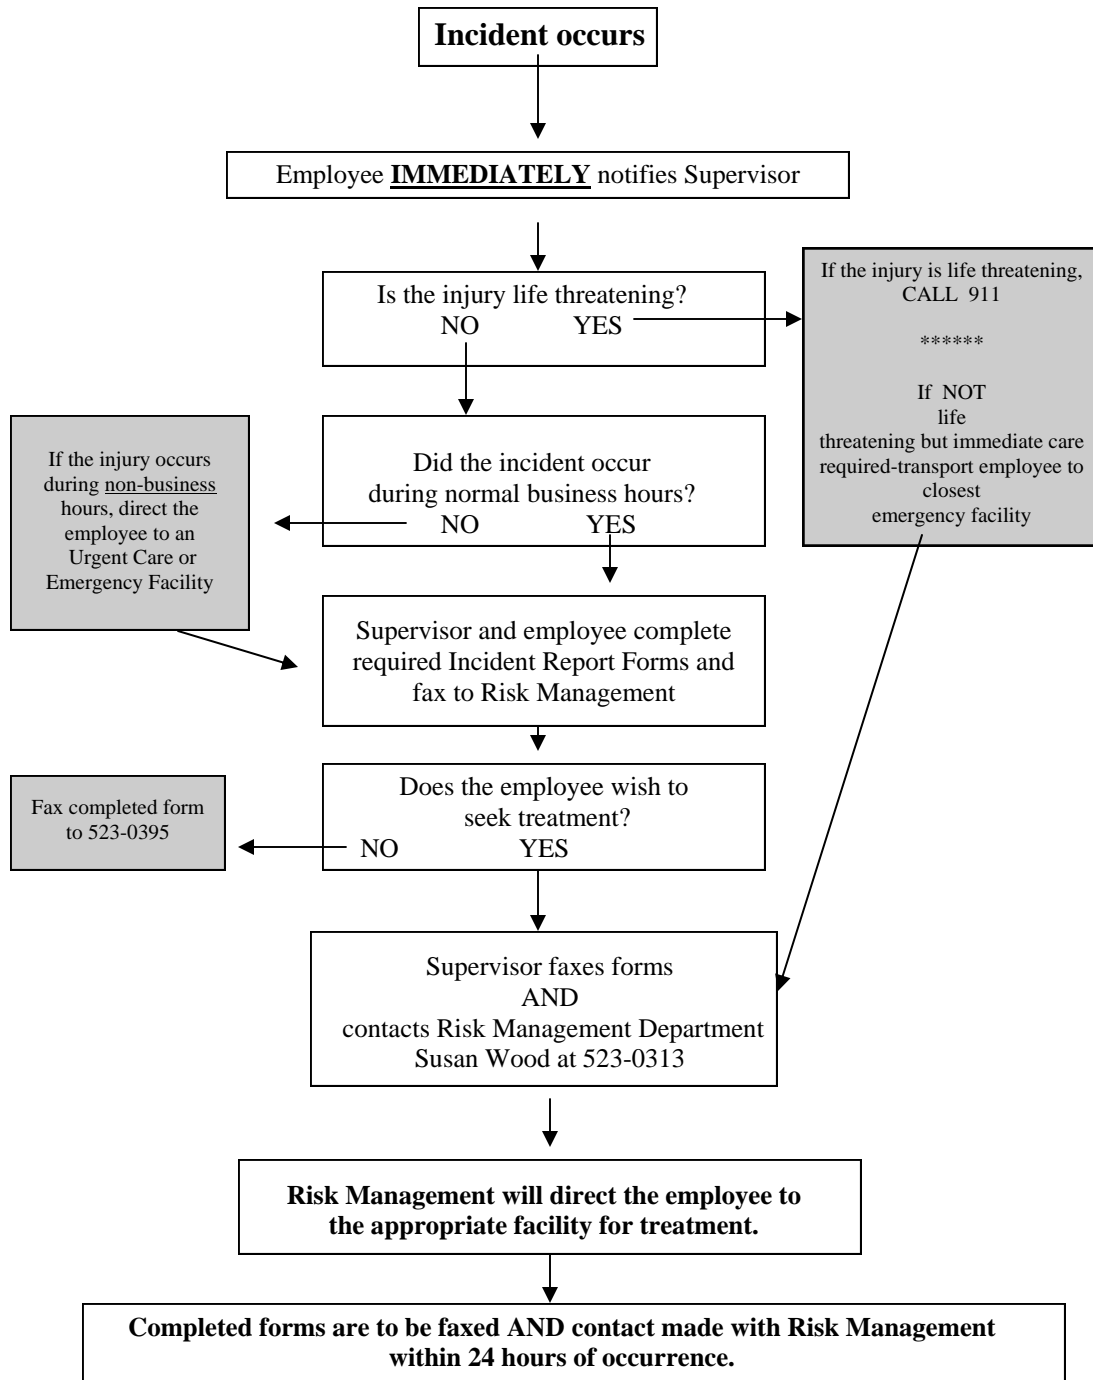 Incident occurs
Employee IMMEDIATELY notifies Supervisor
Is the injury life threatening?
NO YES
If the injury is life threatening,
CALL 911
******
If NOT
life
threatening but immediate care
required-transport employee to
closest
emergency facility
Did the incident occur
during normal business hours?
NO YES
If the injury occurs
during non-business
hours, direct the
employee to an
Urgent Care or
Emergency Facility
Supervisor and employee complete
required Incident Report Forms and
fax to Risk Management
Does the employee wish to
seek treatment?
NO YES
Fax completed form
to 523-0395
Supervisor faxes forms
AND
contacts Risk Management Department
Susan Wood at 523-0313
Risk Management will direct the employee to
the appropriate facility for treatment.
Completed forms are to be faxed AND contact made with Risk Management
within 24 hours of occurrence.